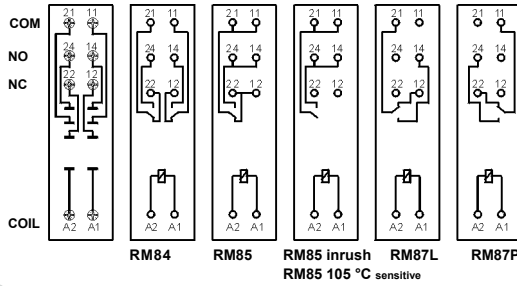 21 11 21 11 21 11 21 11 21 11 21 11
COM
NO 24 14 24 14 24 14 24 14 24 14 24 14
NC 22 12 22 12 22 12 22 12 22 12 22 12
COIL
A2 A1 A2 A1 A2 A1 A2 A1 A2 A1 A2 A1
RM84 RM85 RM85 inrush RM87L RM87P
RM85 105 °C sensitive